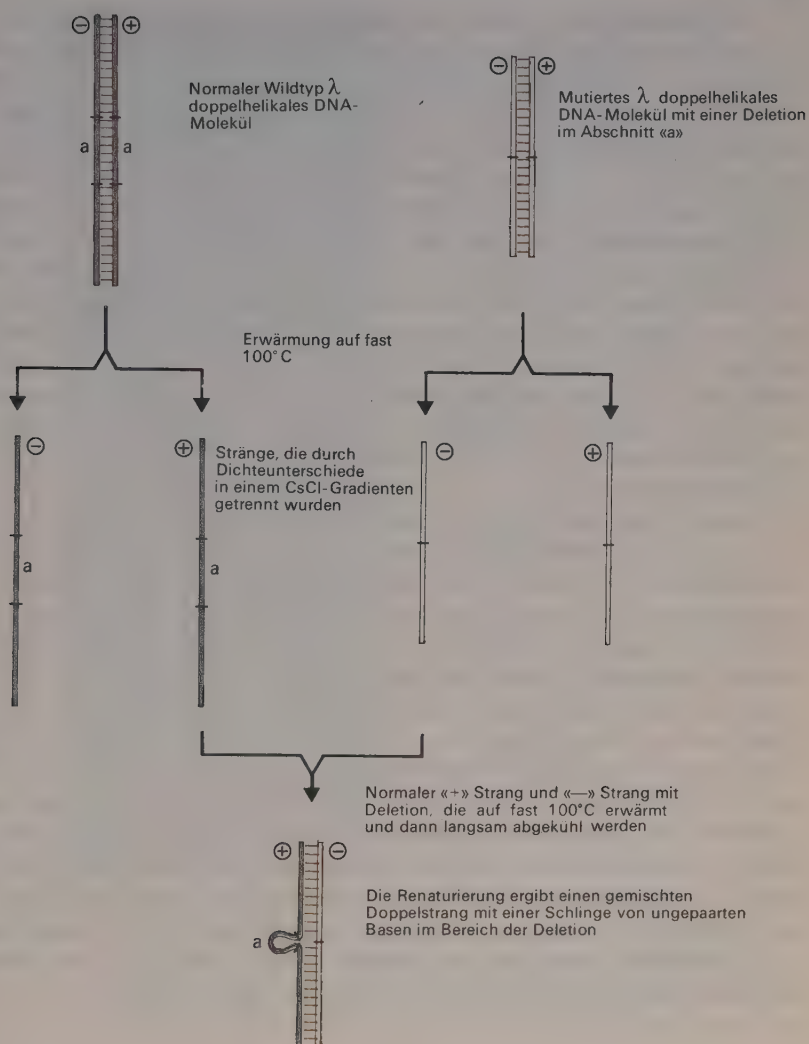 ⊖ ⊕
Normaler Wildtyp λ
doppelhelikales DNA-
Molekül
a a
⊖ ⊕
Mutiertes λ doppelhelikales
DNA-Molekül mit einer Deletion
im Abschnitt «a»
Erwärmung auf fast
100°C
⊖
a
⊕
a
Stränge, die durch
Dichteunterschiede
in einem CsCl-Gradienten
getrennt wurden
⊖
⊕
Normaler «+» Strang und «—» Strang mit
Deletion, die auf fast 100°C erwärmt
und dann langsam abgekühl werden
⊕ ⊖
a
Die Renaturierung ergibt einen gemischten
Doppelstrang mit einer Schlinge von ungepaarten
Basen im Bereich der Deletion